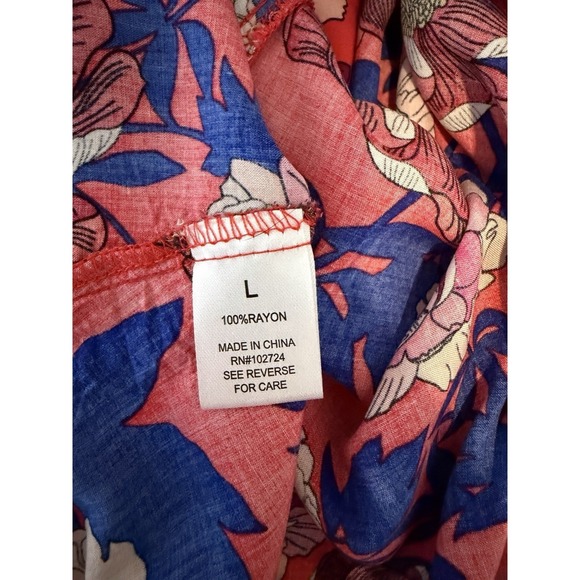 L
100%RAYON
MADE IN CHINA
RN#102724
SEE REVERSE
FOR CARE